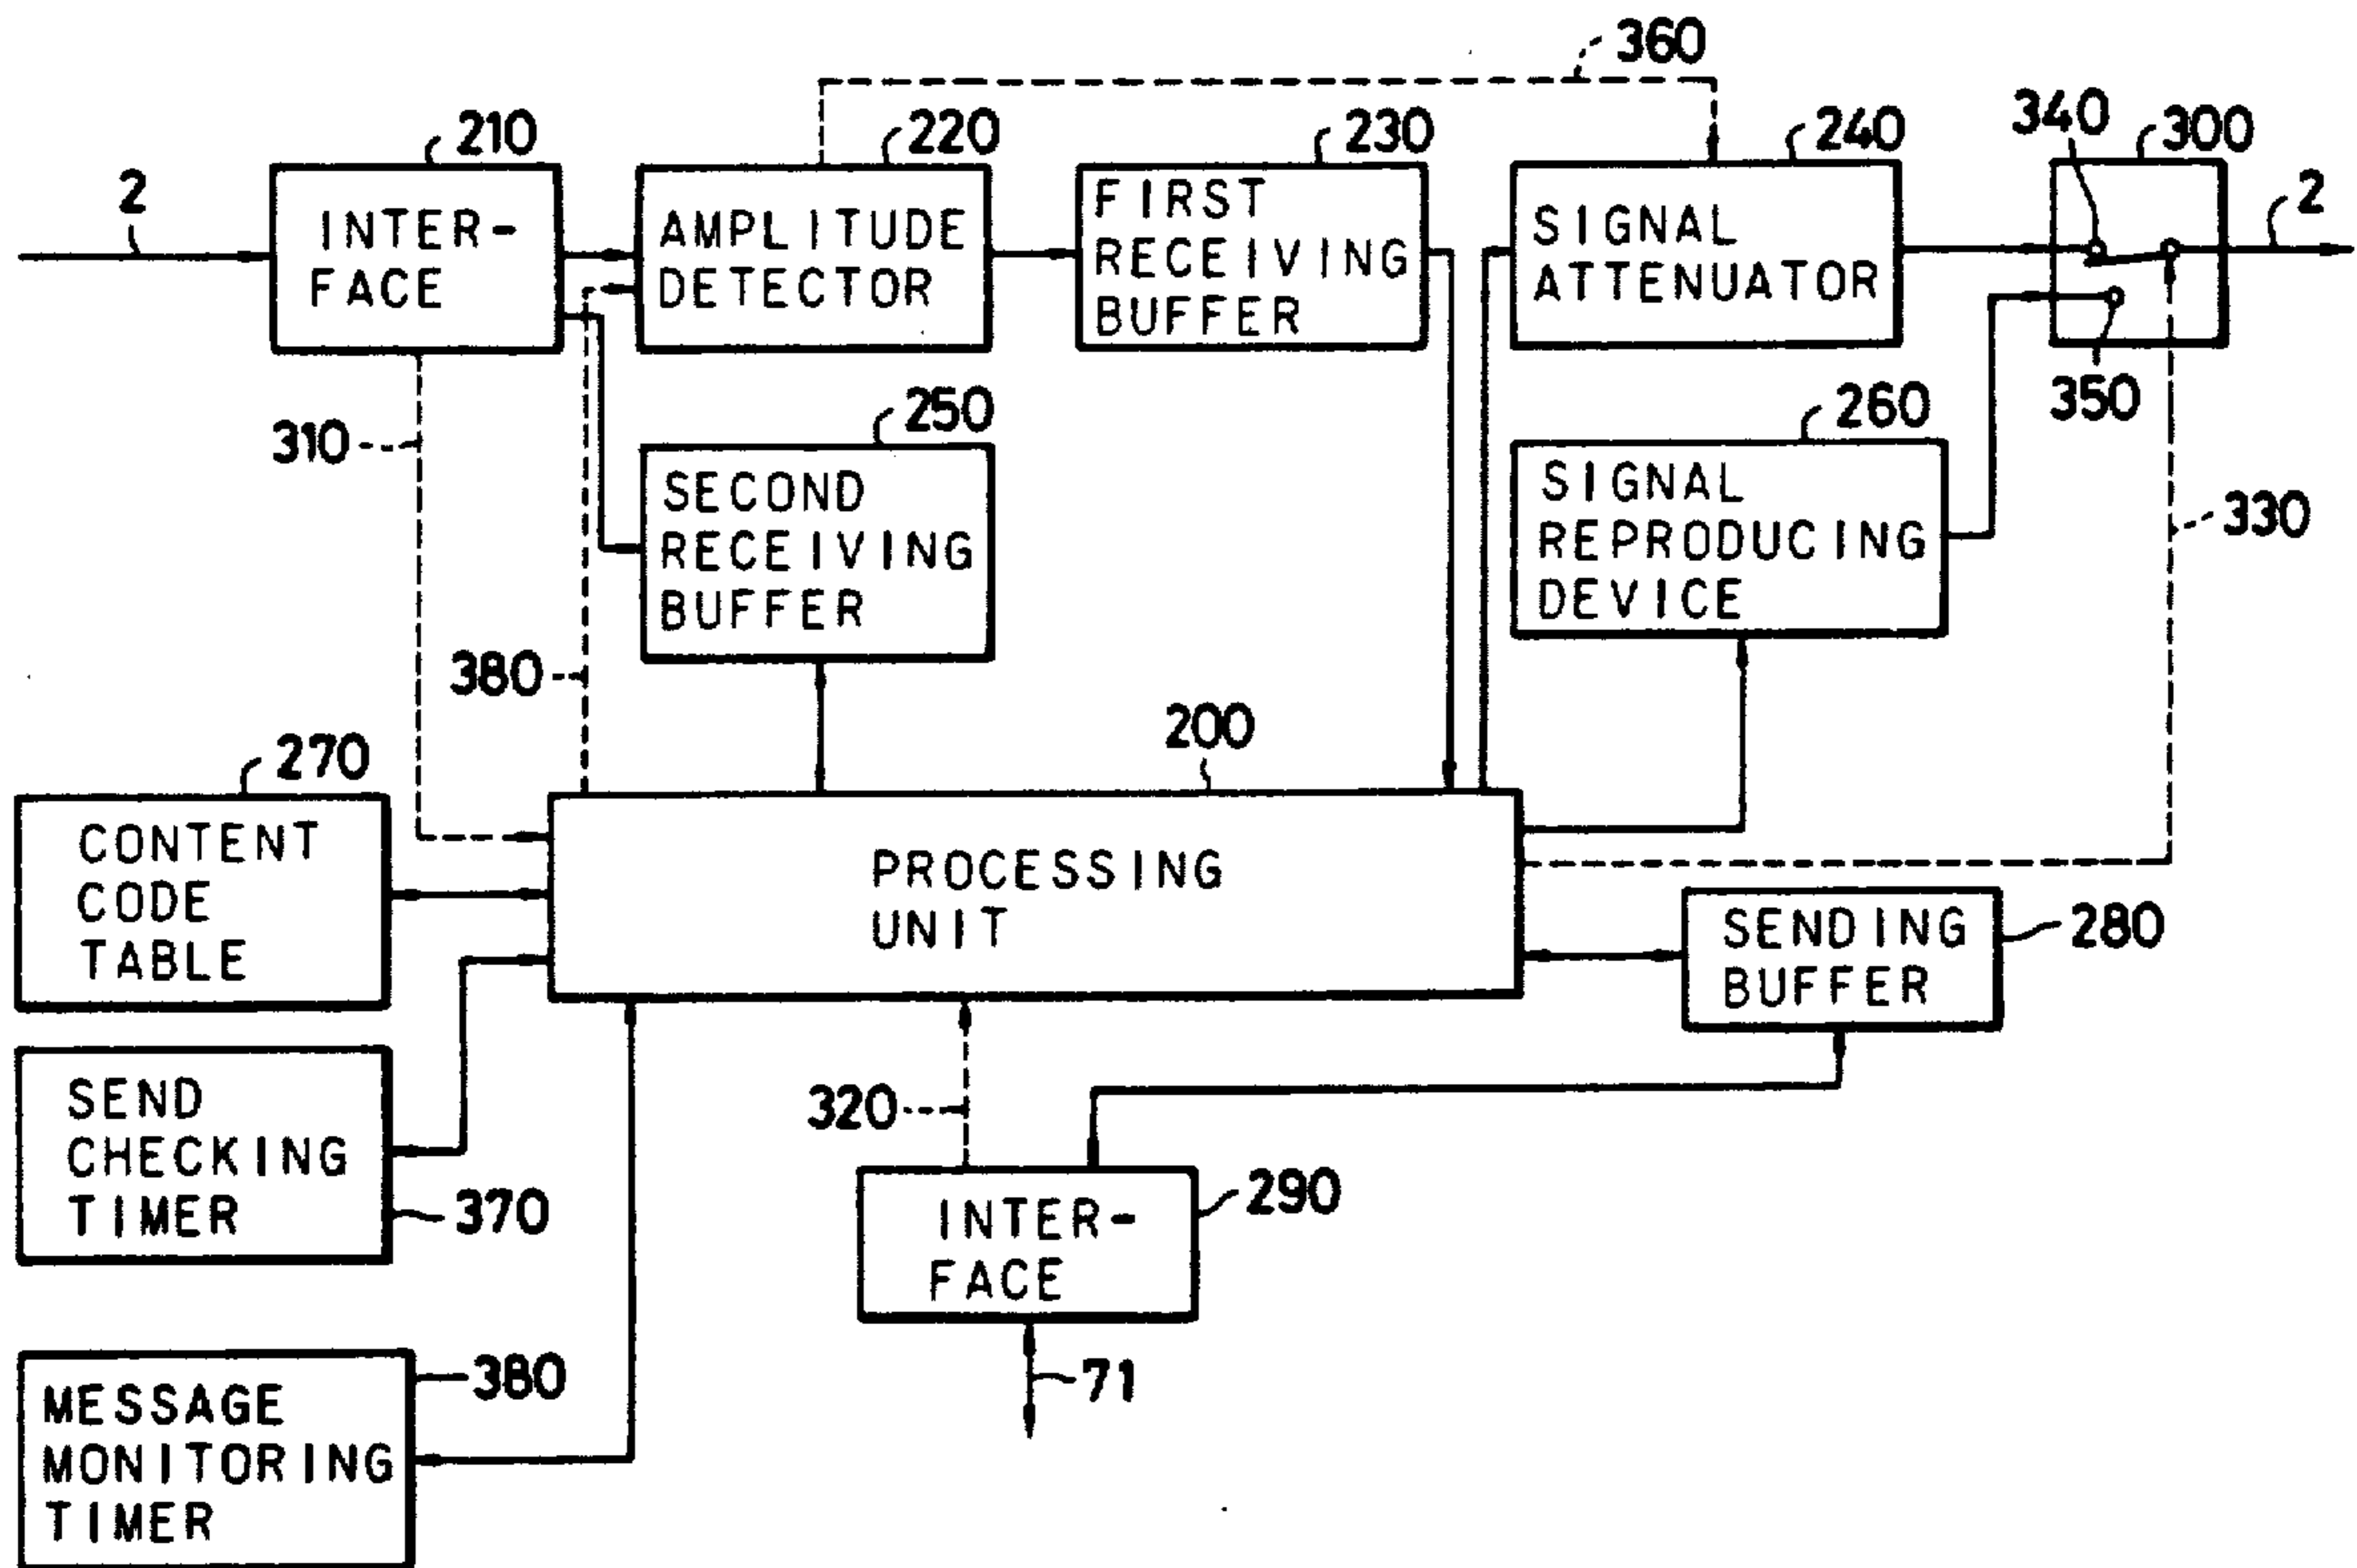 360
210
220
230
240
340
300
2
INTER-
FACE
AMPLITUDE
DETECTOR
FIRST
RECEIVING
BUFFER
SIGNAL
ATTENUATOR
2
350
310
250
260
SECOND
RECEIVING
BUFFER
SIGNAL
REPRODUCING
DEVICE
330
380
200
270
CONTENT
CODE
TABLE
PROCESSING
UNIT
SENDING
BUFFER
280
SEND
CHECKING
TIMER
370
320
INTER-
FACE
290
71
380
MESSAGE
MONITORING
TIMER